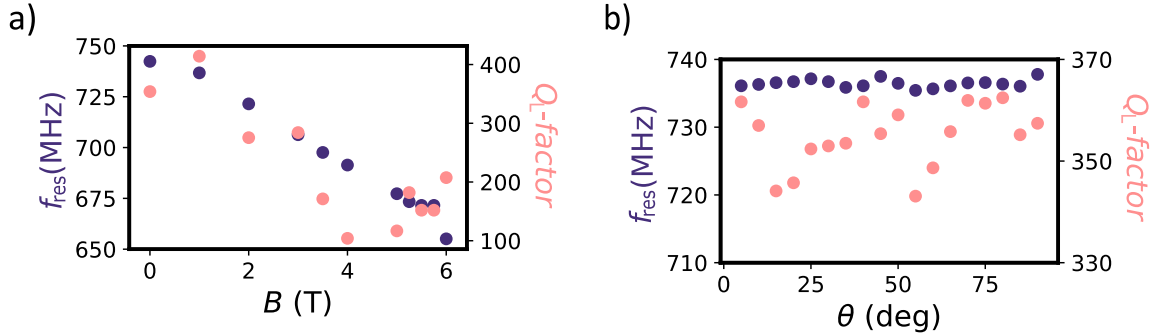 a)
750
725
700
675
650
f_res(MHz)
400
300
200
100
Q_L-factor
0 2 4 6
B (T)
b)
740
730
720
710
f_res(MHz)
370
350
330
Q_L-factor
0 25 50 75
θ (deg)